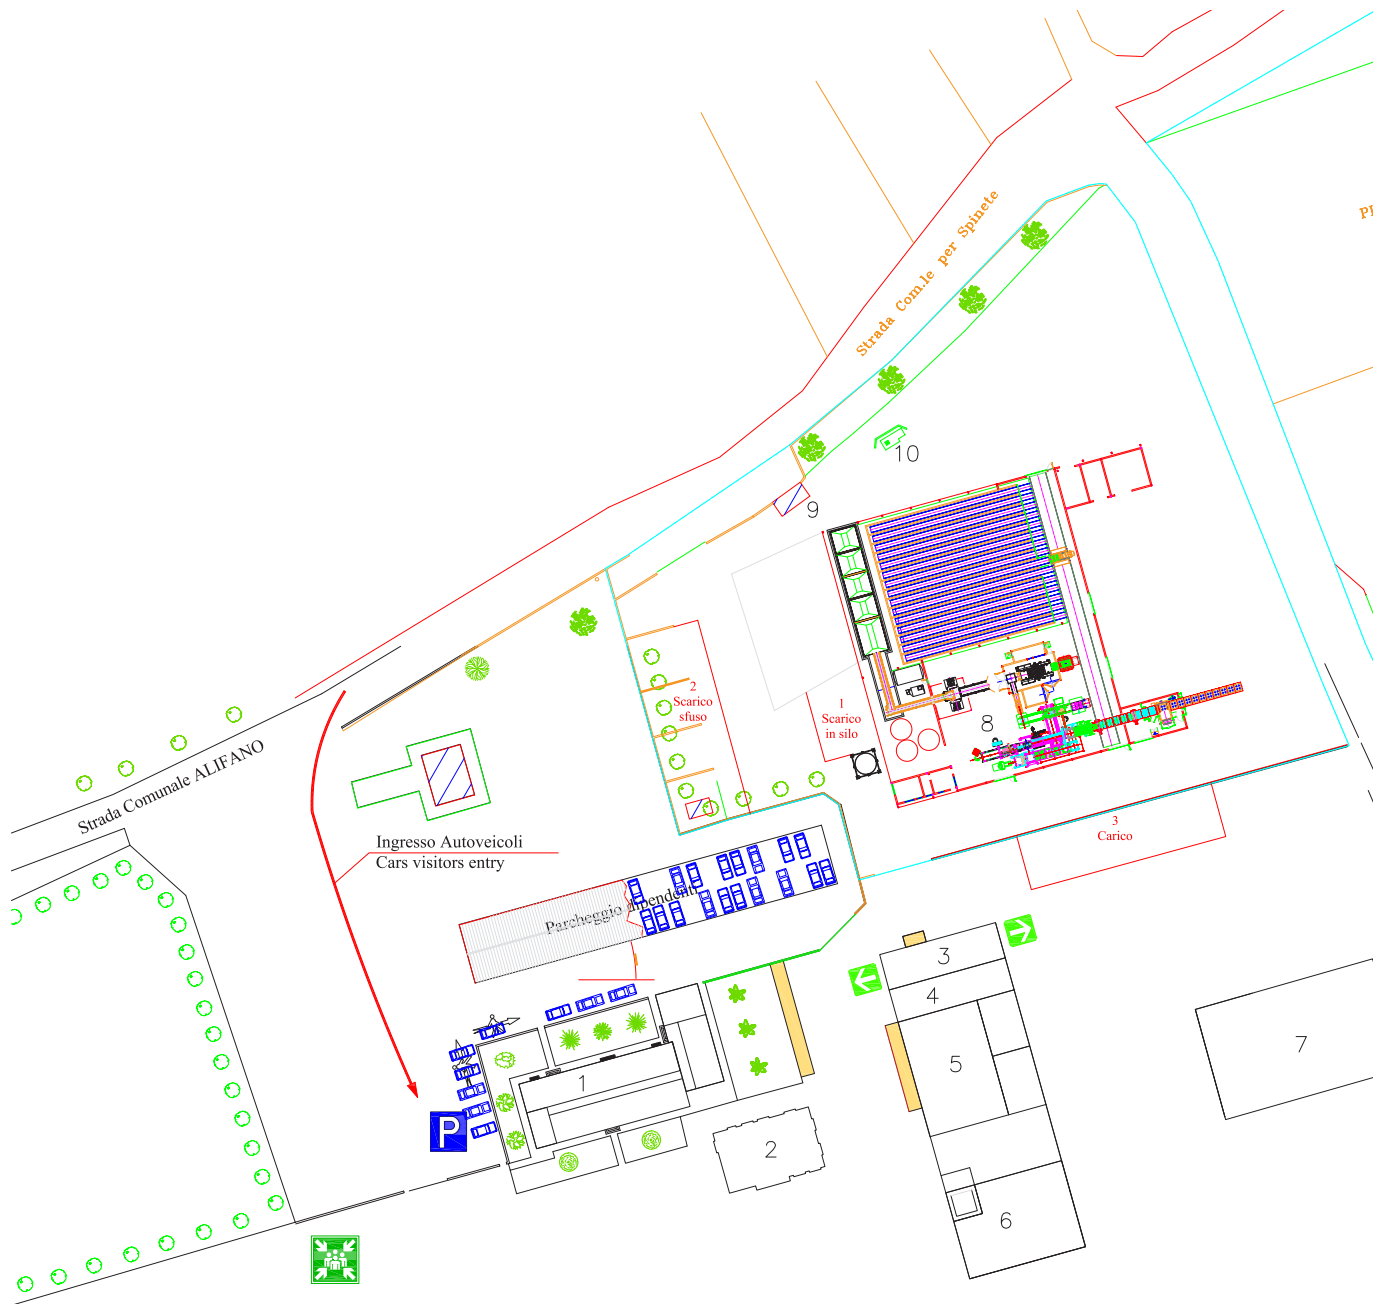 Strada Com.le per Spinete
10
9
2
Scarico
sfuso
1
Scarico
in silo
8
Strada Comunale ALIFANO
3
Carico
Ingresso Autoveicoli
Cars visitors entry
Parcheggio dipendenti
3
4
5
7
1
P
2
6